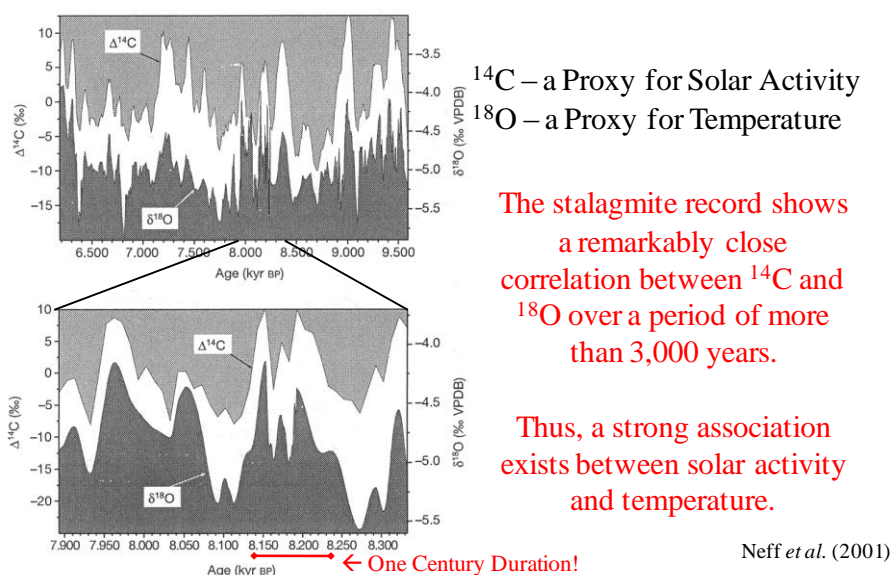 10
5
2.5
0
−5
−10
−15
Δ14C (‰)
Δ14C
δ18O
−3.5
−4.0
−4.5
−5.0
−5.5
δ18O (‰ VPDB)
6.500 7.000 7.500 8.000 8.500 9.000 9.500
Age (kyr BP)
14C – a Proxy for Solar Activity
18O – a Proxy for Temperature
The stalagmite record shows
a remarkably close
correlation between 14C and
18O over a period of more
than 3,000 years.
Thus, a strong association
exists between solar activity
and temperature.
10
5
0
−5
−10
−15
−20
Δ14C (‰)
Δ14C
δ18O
−4.0
−4.5
−5.0
−5.5
δ18O (‰ VPDB)
7.900 7.950 8.000 8.050 8.100 8.150 8.200 8.250 8.300
Age (kyr BP)
← One Century Duration!
Neff et al. (2001)